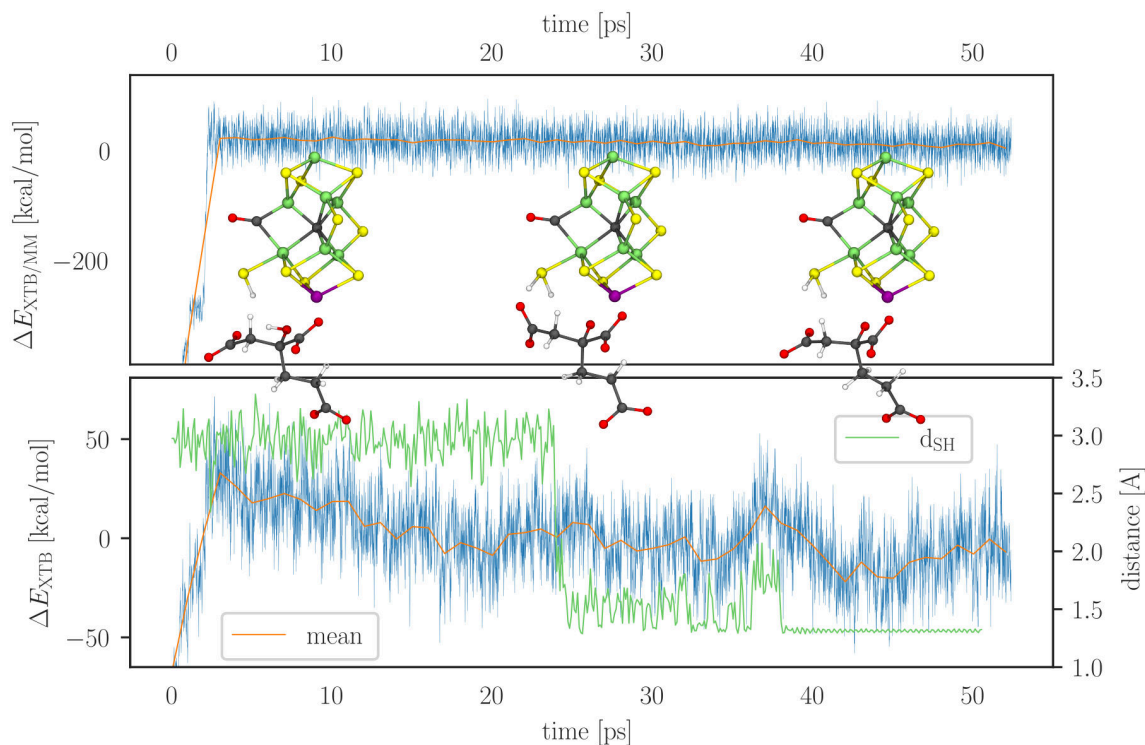 time [ps]
0 10 20 30 40 50
ΔE_XTB/MM [kcal/mol]
0
−200
ΔE_XTB [kcal/mol]
50
0
−50
mean
d_SH
3.5
3.0
2.5
2.0
1.5
1.0
distance [A]
0 10 20 30 40 50
time [ps]